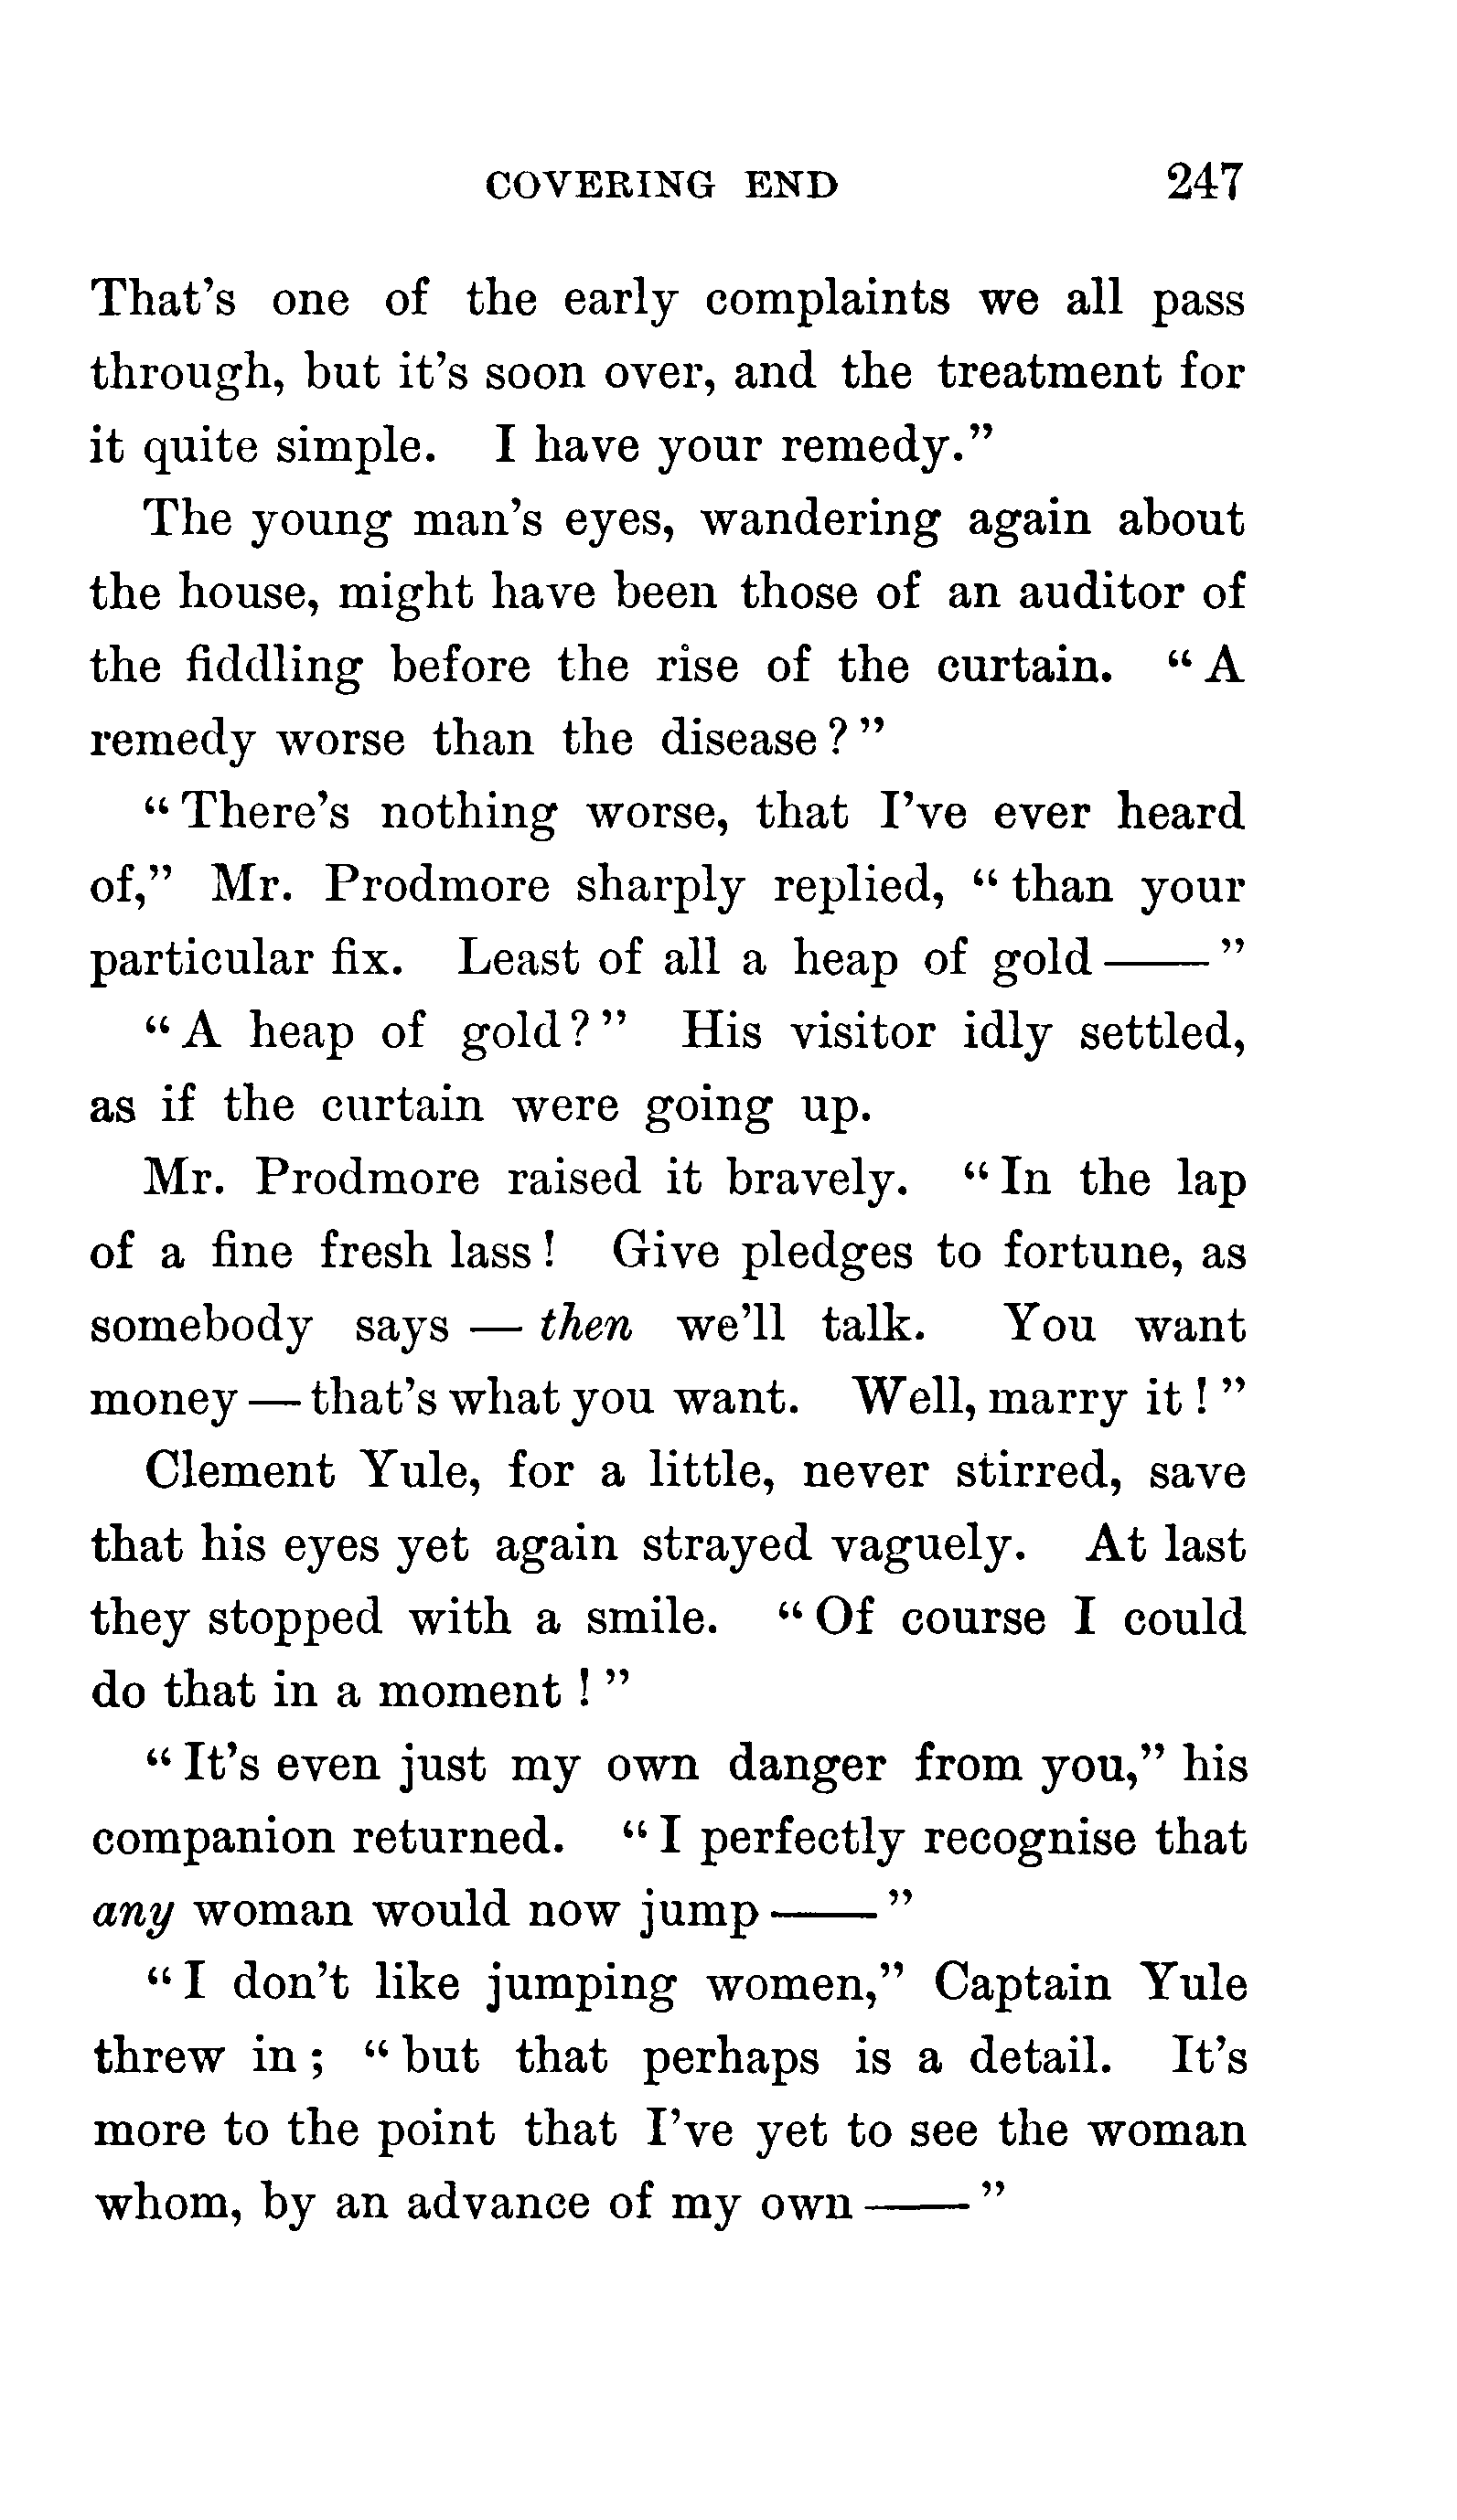 COVERING END 247
That's one of the early complaints we all pass
through, but it's soon over, and the treatment for
it quite simple. I have your remedy.”
The young man's eyes, wandering again about
the house, might have been those of an auditor of
the fiddling before the rise of the curtain. “A
remedy worse than the disease?”
“There's nothing worse, that I've ever heard
of,” Mr. Prodmore sharply replied, “than your
particular fix. Least of all a heap of gold——”
“A heap of gold?” His visitor idly settled,
as if the curtain were going up.
Mr. Prodmore raised it bravely. “In the lap
of a fine fresh lass! Give pledges to fortune, as
somebody says — then we'll talk. You want
money — that's what you want. Well, marry it!”
Clement Yule, for a little, never stirred, save
that his eyes yet again strayed vaguely. At last
they stopped with a smile. “Of course I could
do that in a moment!”
“It's even just my own danger from you,” his
companion returned. “I perfectly recognise that
any woman would now jump——”
“I don't like jumping women,” Captain Yule
threw in; “but that perhaps is a detail. It's
more to the point that I've yet to see the woman
whom, by an advance of my own——”